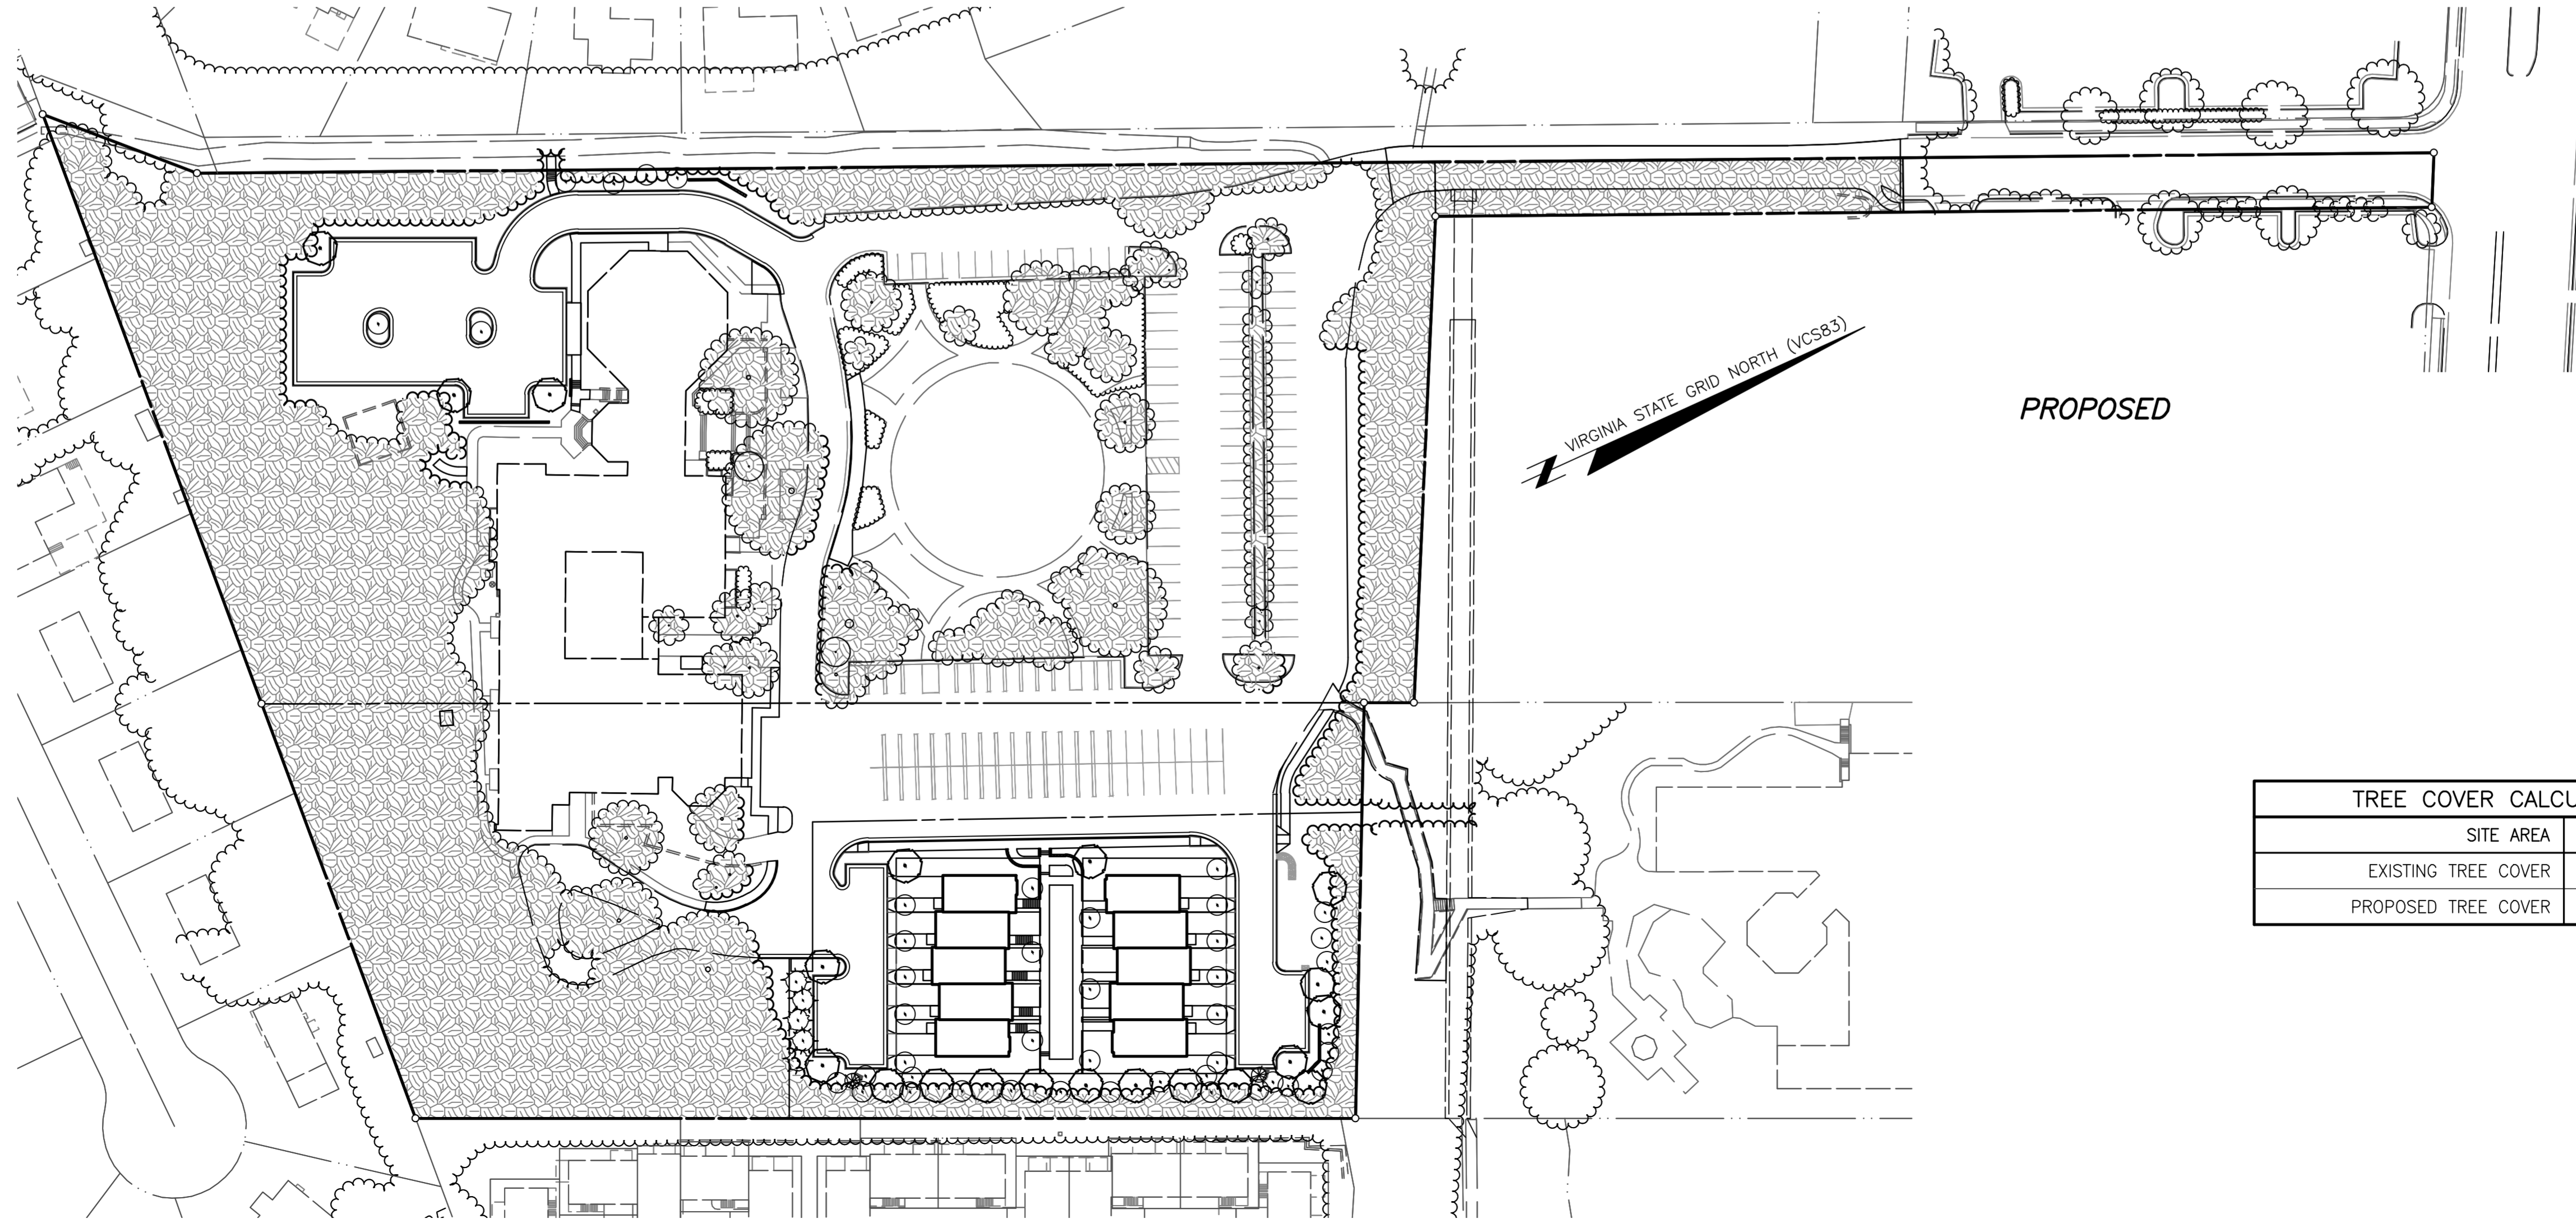 VIRGINIA STATE GRID NORTH (VCS83)
PROPOSED
TREE COVER CALCU
SITE AREA
EXISTING TREE COVER
PROPOSED TREE COVER